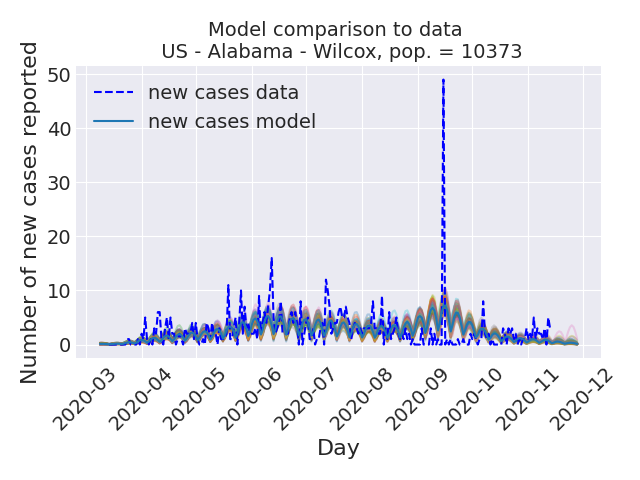 Model comparison to data
US - Alabama - Wilcox, pop. = 10373
Number of new cases reported
50
40
30
20
10
0
new cases data
new cases model
2020-03
2020-04
2020-05
2020-06
2020-07
2020-08
2020-09
2020-10
2020-11
2020-12
Day